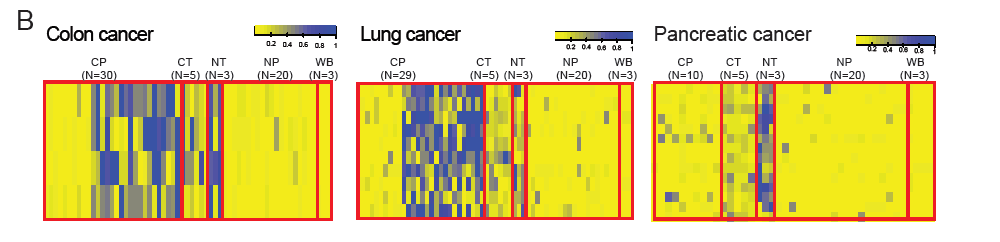 B
Colon cancer
0.2 0.4 0.6 0.8 1
CP CT NT NP WB
(N=30) (N=5) (N=3) (N=20) (N=3)
Lung cancer
0.2 0.4 0.6 0.8 1
CP CT NT NP WB
(N=29) (N=5) (N=3) (N=20) (N=3)
Pancreatic cancer
0.2 0.4 0.6 0.8 1
CP CT NT NP WB
(N=10) (N=5) (N=3) (N=20) (N=3)